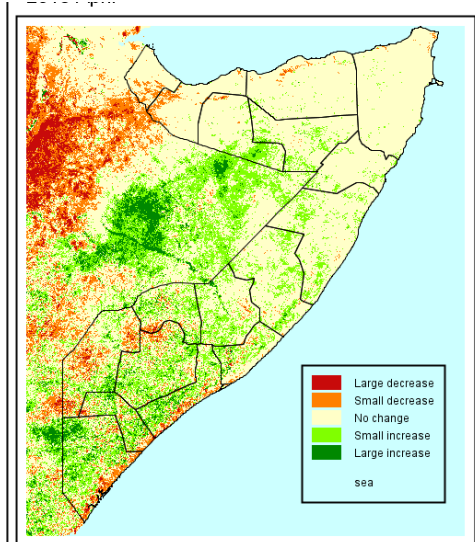 Large decrease
Small decrease
No change
Small increase
Large increase
sea